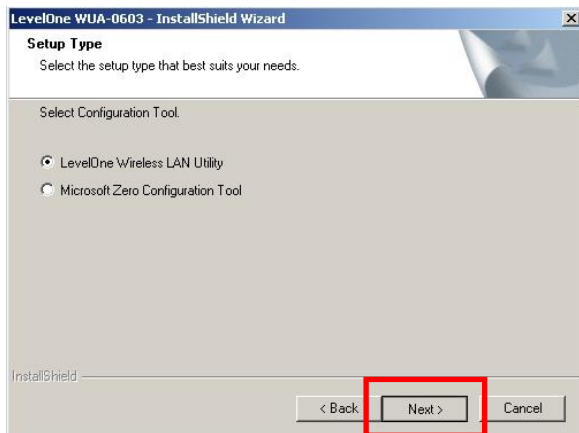 LevelOne WUA-0603 - InstallShield Wizard
Setup Type
Select the setup type that best suits your needs.
Select Configuration Tool.
LevelOne Wireless LAN Utility
Microsoft Zero Configuration Tool
InstallShield
< Back Next > Cancel